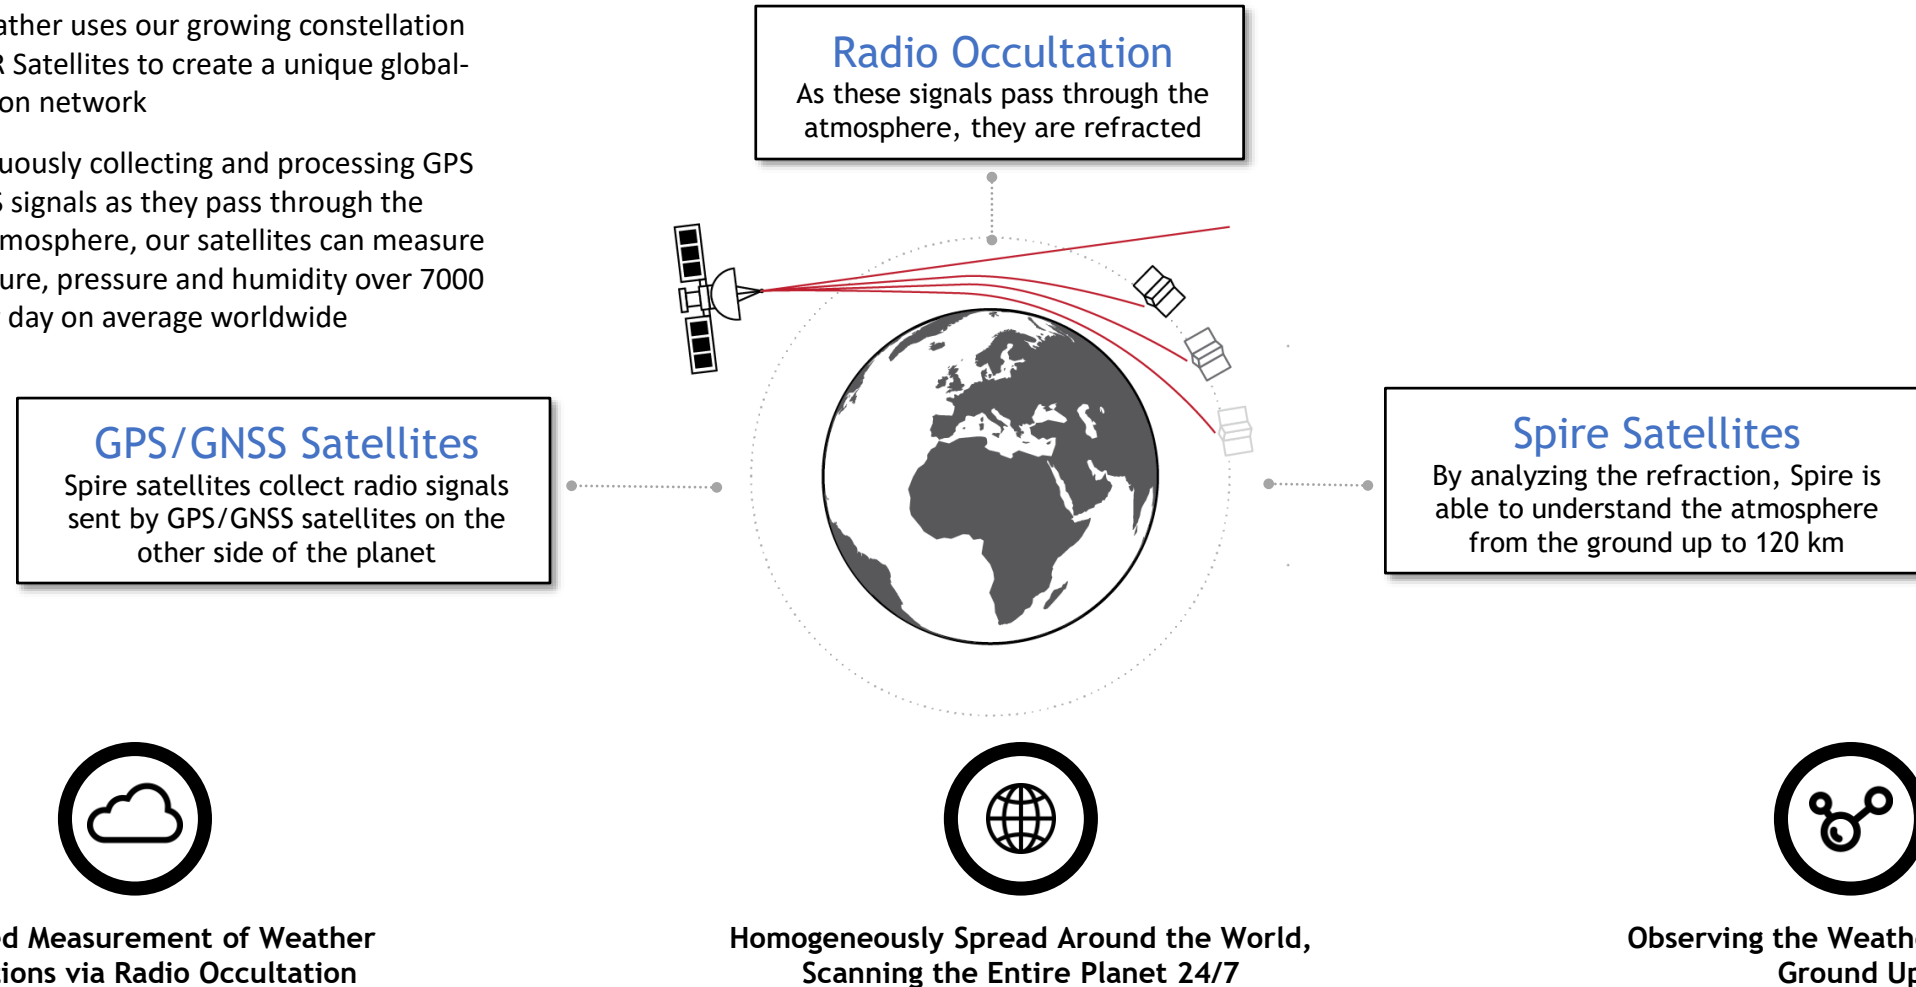 ather uses our growing constellation
R Satellites to create a unique global-
on network
uously collecting and processing GPS
S signals as they pass through the
mosphere, our satellites can measure
ure, pressure and humidity over 7000
day on average worldwide
Radio Occultation
As these signals pass through the
atmosphere, they are refracted
GPS/GNSS Satellites
Spire satellites collect radio signals
sent by GPS/GNSS satellites on the
other side of the planet
Spire Satellites
By analyzing the refraction, Spire is
able to understand the atmosphere
from the ground up to 120 km
ed Measurement of Weather
tions via Radio Occultation
Homogeneously Spread Around the World,
Scanning the Entire Planet 24/7
Observing the Weath
Ground Up